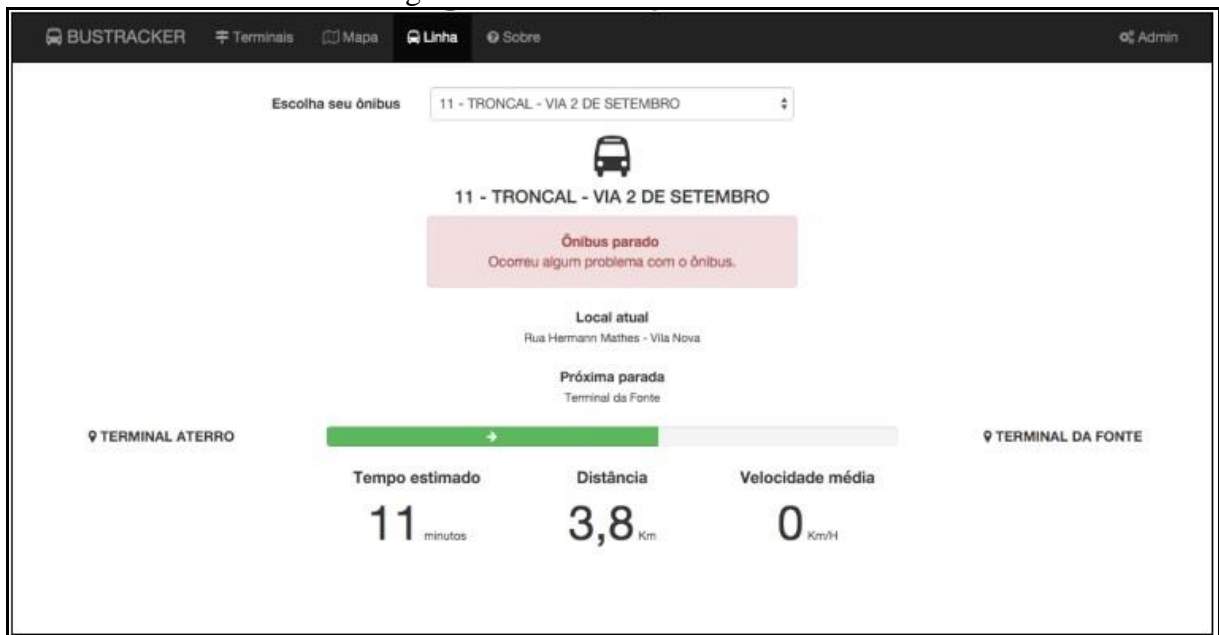 BUSTRACKER Terminais Mapa Linha Sobre Admin
Escolha seu ônibus 11 - TRONCAL - VIA 2 DE SETEMBRO
11 - TRONCAL - VIA 2 DE SETEMBRO
Ônibus parado
Ocorreu algum problema com o ônibus.
Local atual
Rua Hermann Mathes - Vila Nova
Próxima parada
Terminal da Fonte
TERMINAL ATERRO TERMINAL DA FONTE
Tempo estimado Distância Velocidade média
11 minutos 3,8 Km 0 Km/H